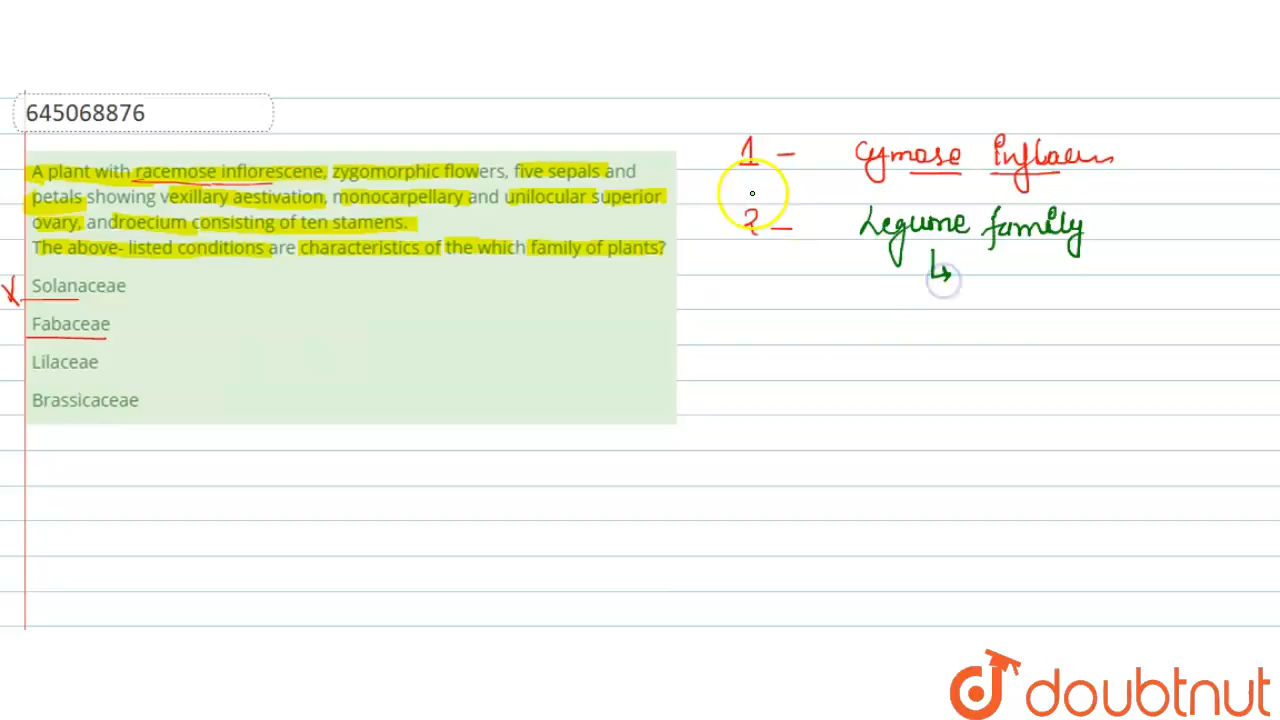 645068876
A plant with racemose inflorescene, zygomorphic flowers, five sepals and
petals showing vexillary aestivation, monocarpellary and unilocular superior
ovary, androecium consisting of ten stamens.
The above- listed conditions are characteristics of the which family of plants?
Solanaceae
Fabaceae
Lilaceae
Brassicaceae
1 - Cymose
2 - Legume family
doubtnut